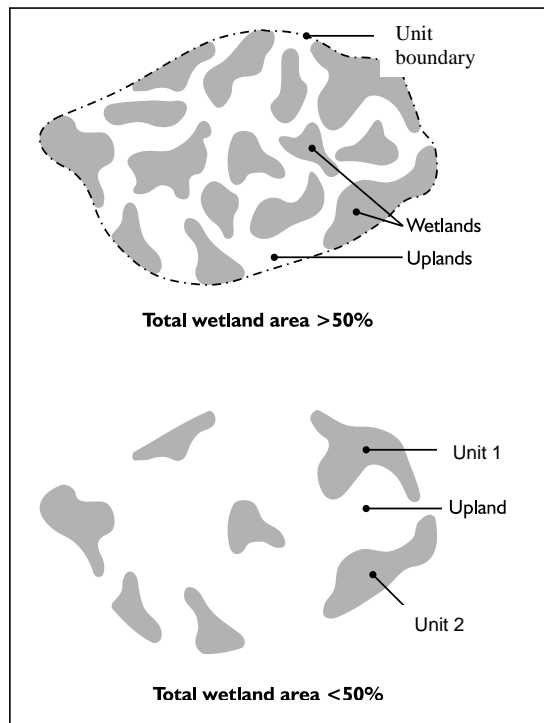 Unit
boundary
Wetlands
Uplands
Total wetland area >50%
Unit 1
Upland
Unit 2
Total wetland area <50%